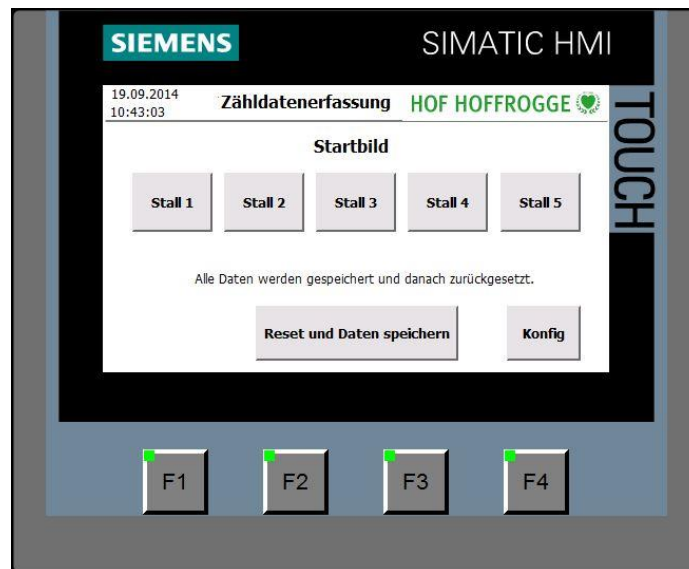 SIEMENS
SIMATIC HMI
TOUCH
19.09.2014
10:43:03
Zähldatenerfassung
HOF HOFFROGGE
Startbild
Stall 1
Stall 2
Stall 3
Stall 4
Stall 5
Alle Daten werden gespeichert und danach zurückgesetzt.
Reset und Daten speichern
Konfig
F1
F2
F3
F4